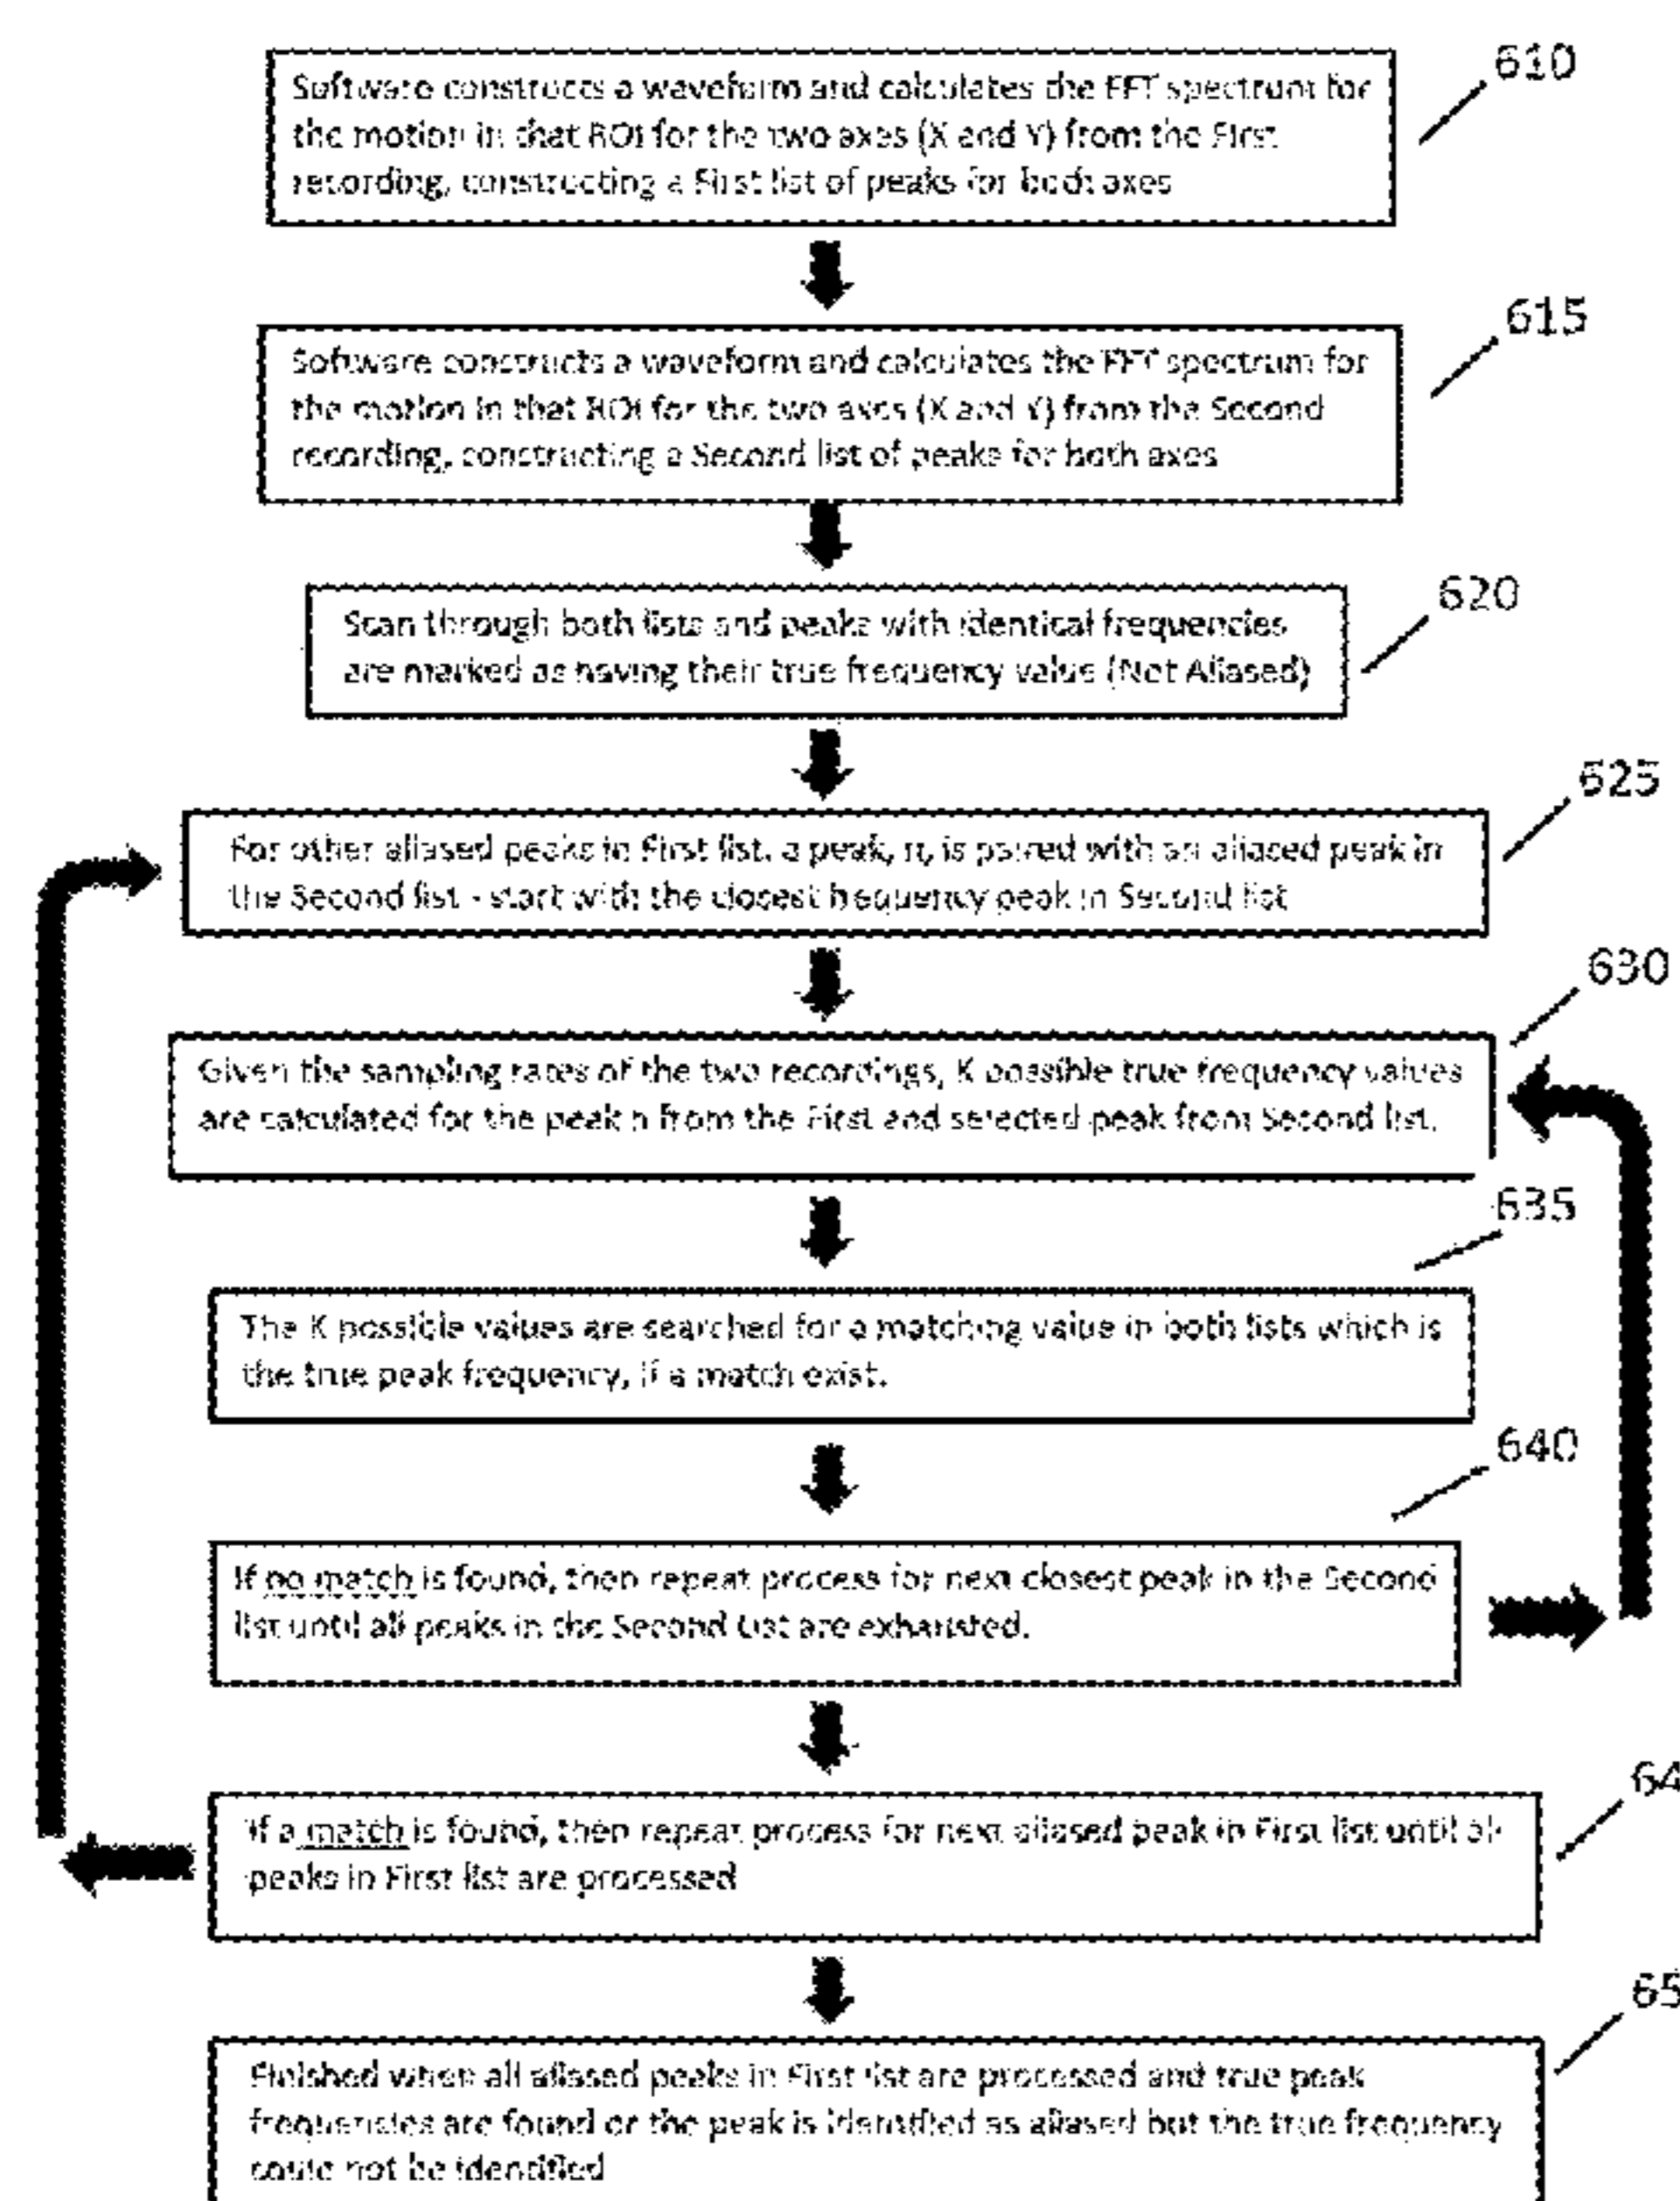 610
Software constructs a waveform and calculates the FFT spectrum for
the motion in that ROI for the two axes (X and Y) from the First
recording, constructing a First list of peaks for both axes
615
Software constructs a waveform and calculates the FFT spectrum for
the motion in that ROI for the two axes (X and Y) from the Second
recording, constructing a Second list of peaks for both axes
620
Scan through both lists and peaks with identical frequencies
are marked as having their true frequency value (Not Aliased)
625
For other aliased peaks in First list, a peak, n, is paired with an aliased peak in
the Second list - start with the closest frequency peak in Second list
630
Given the sampling rates of the two recordings, K possible true frequency values
are calculated for the peak n from the First and selected peak from Second list.
635
The K possible values are searched for a matching value in both lists which is
the true peak frequency, if a match exist.
640
If no match is found, then repeat process for next closest peak in the Second
list until all peaks in the Second List are exhausted.
64
If a match is found, then repeat process for next aliased peak in First list until all
peaks in First list are processed
65
Finished when all aliased peaks in First list are processed and true peak
frequencies are found or the peak is identified as aliased but the true frequency
could not be identified